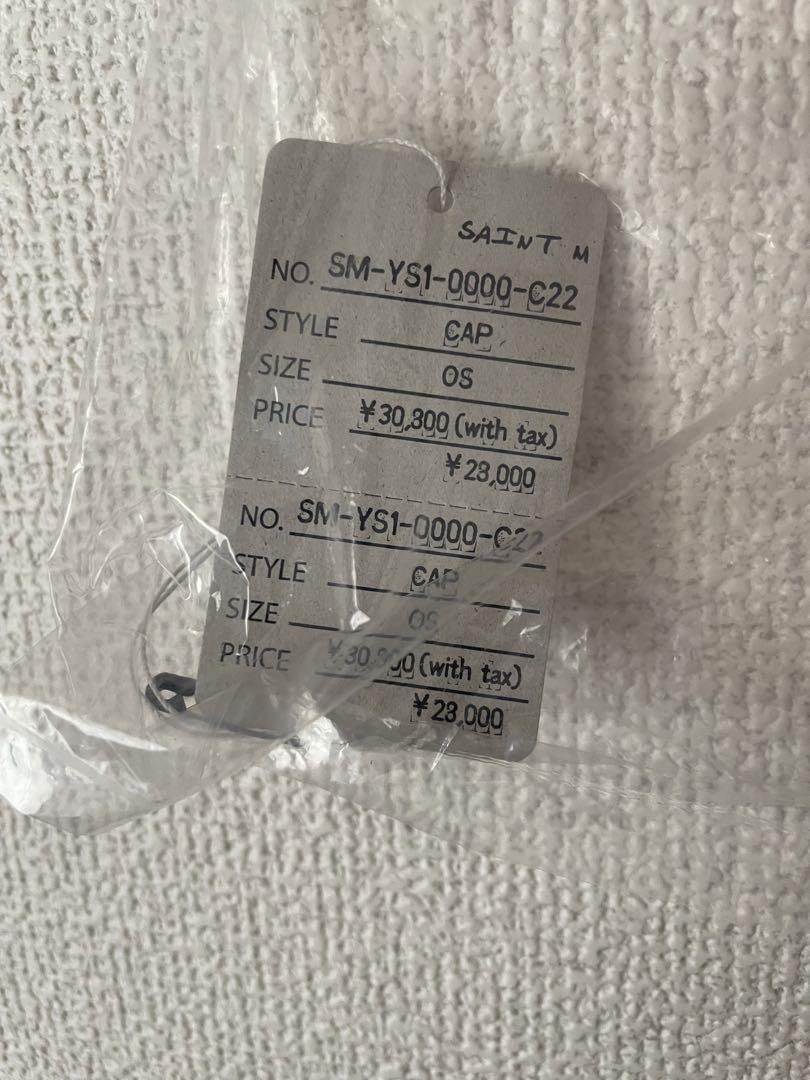 SAINT M
NO. SM-YS1-0000-C22
STYLE CAP
SIZE OS
PRICE ¥30,800 (with tax)
¥28,000
NO. SM-YS1-0000-C22
STYLE CAP
SIZE OS
PRICE ¥30,800 (with tax)
¥28,000